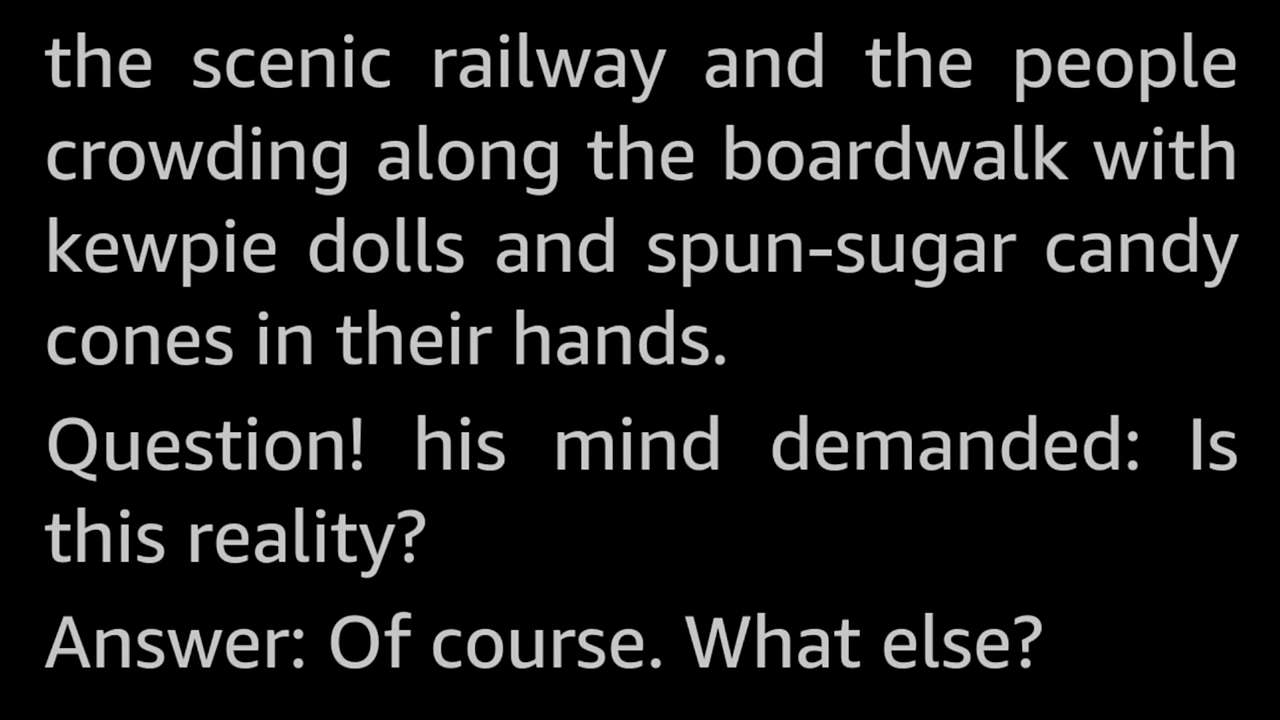 the scenic railway and the people
crowding along the boardwalk with
kewpie dolls and spun-sugar candy
cones in their hands.
Question! his mind demanded: Is
this reality?
Answer: Of course. What else?